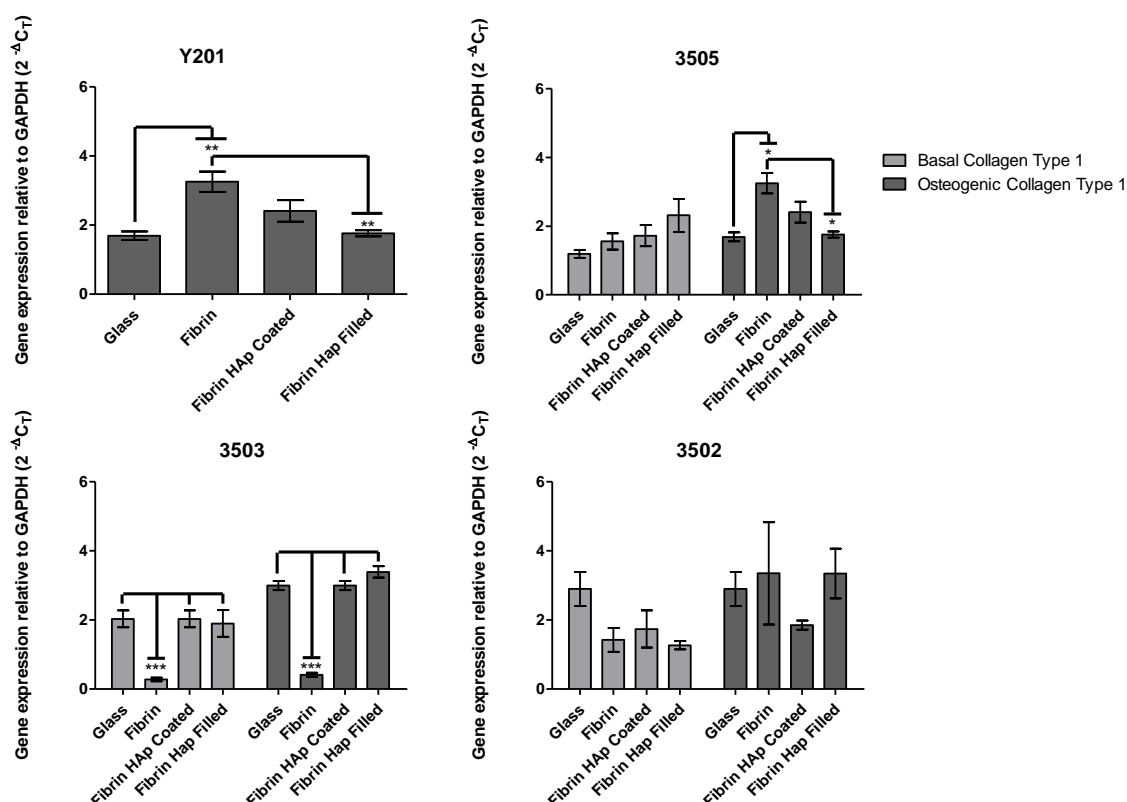 Y201
Gene expression relative to GAPDH (2 -ΔCT)
6
4
2
0
**
**
Glass
Fibrin
Fibrin HAp Coated
Fibrin Hap Filled
3505
Gene expression relative to GAPDH (2 -ΔCT)
6
4
2
0
*
*
Glass
Fibrin
Fibrin HAp Coated
Fibrin Hap Filled
Glass
Fibrin
Fibrin HAp Coated
Fibrin Hap Filled
Basal Collagen Type 1
Osteogenic Collagen Type 1
3503
Gene expression relative to GAPDH (2 -ΔCT)
6
4
2
0
***
***
Glass
Fibrin
Fibrin HAp Coated
Fibrin Hap Filled
Glass
Fibrin
Fibrin HAp Coated
Fibrin Hap Filled
3502
Gene expression relative to GAPDH (2 -ΔCT)
6
4
2
0
Glass
Fibrin
Fibrin HAp Coated
Fibrin Hap Filled
Glass
Fibrin
Fibrin HAp Coated
Fibrin Hap Filled